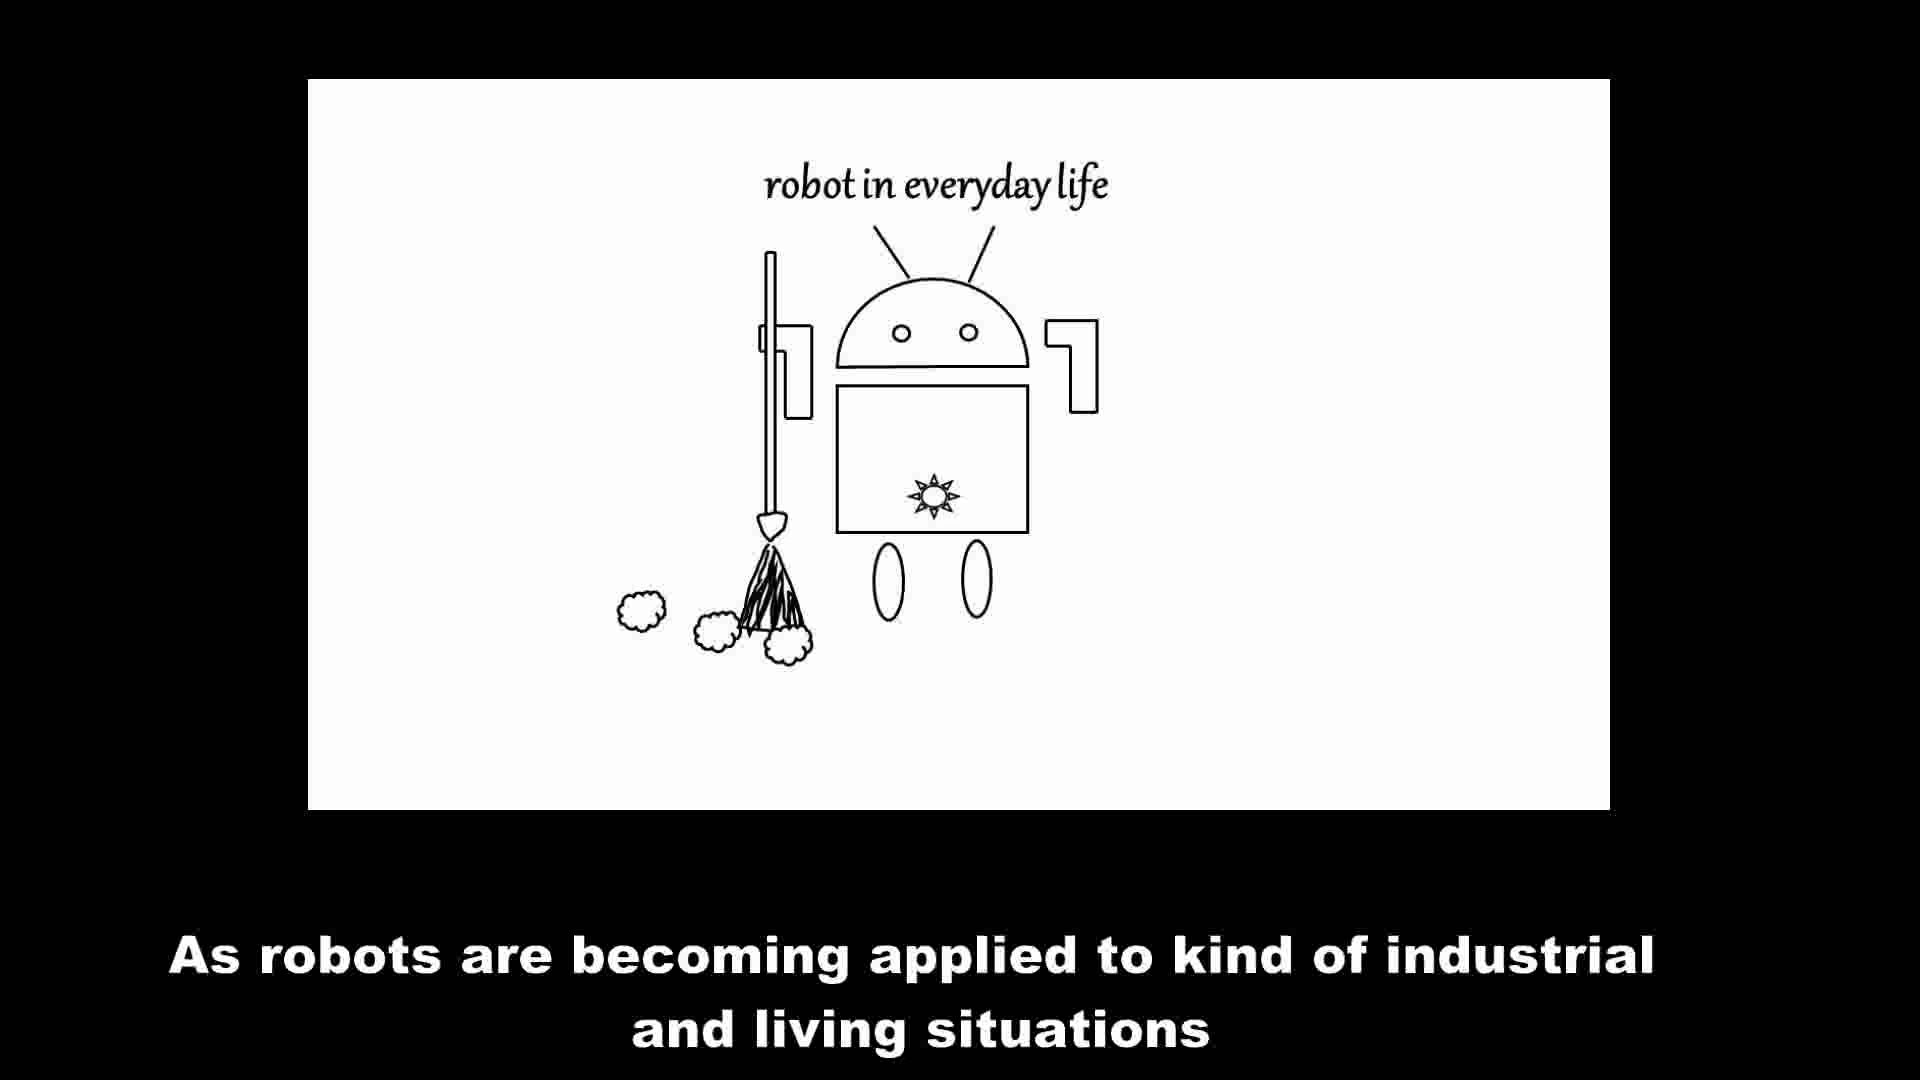 robot in everyday life
As robots are becoming applied to kind of industrial
and living situations